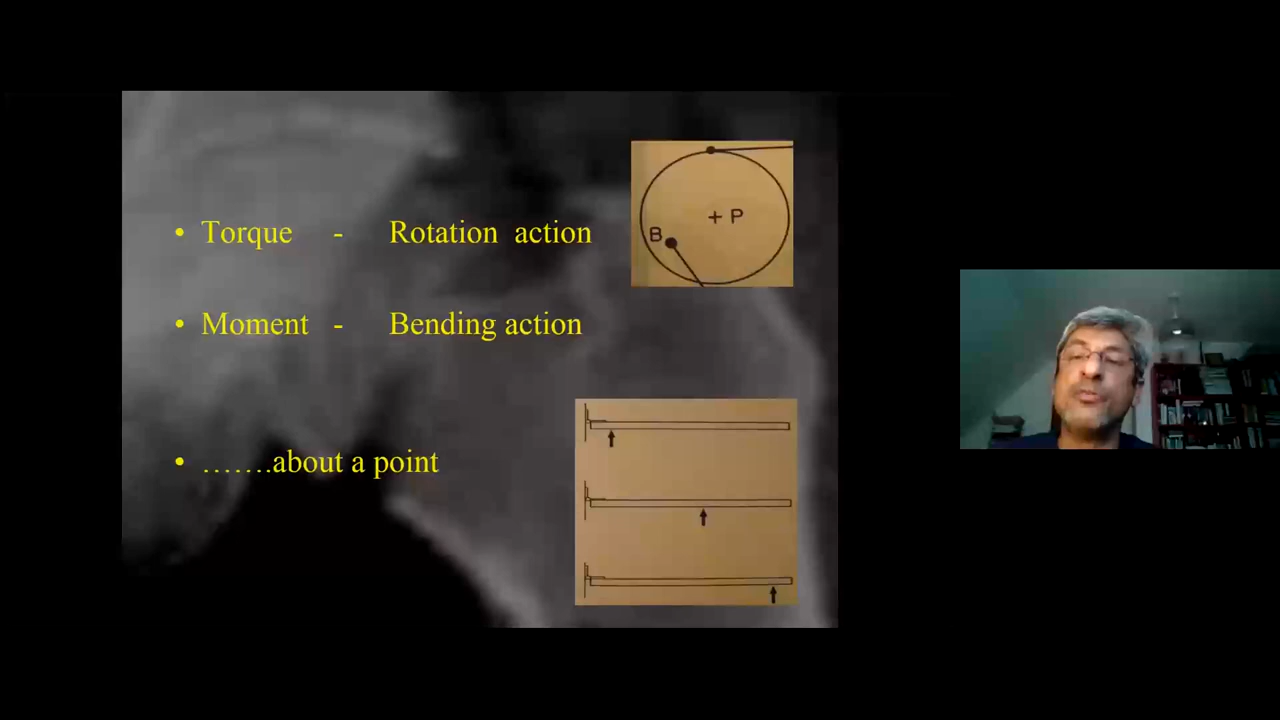 • Torque - Rotation action
+ P
B
• Moment - Bending action
• …….about a point